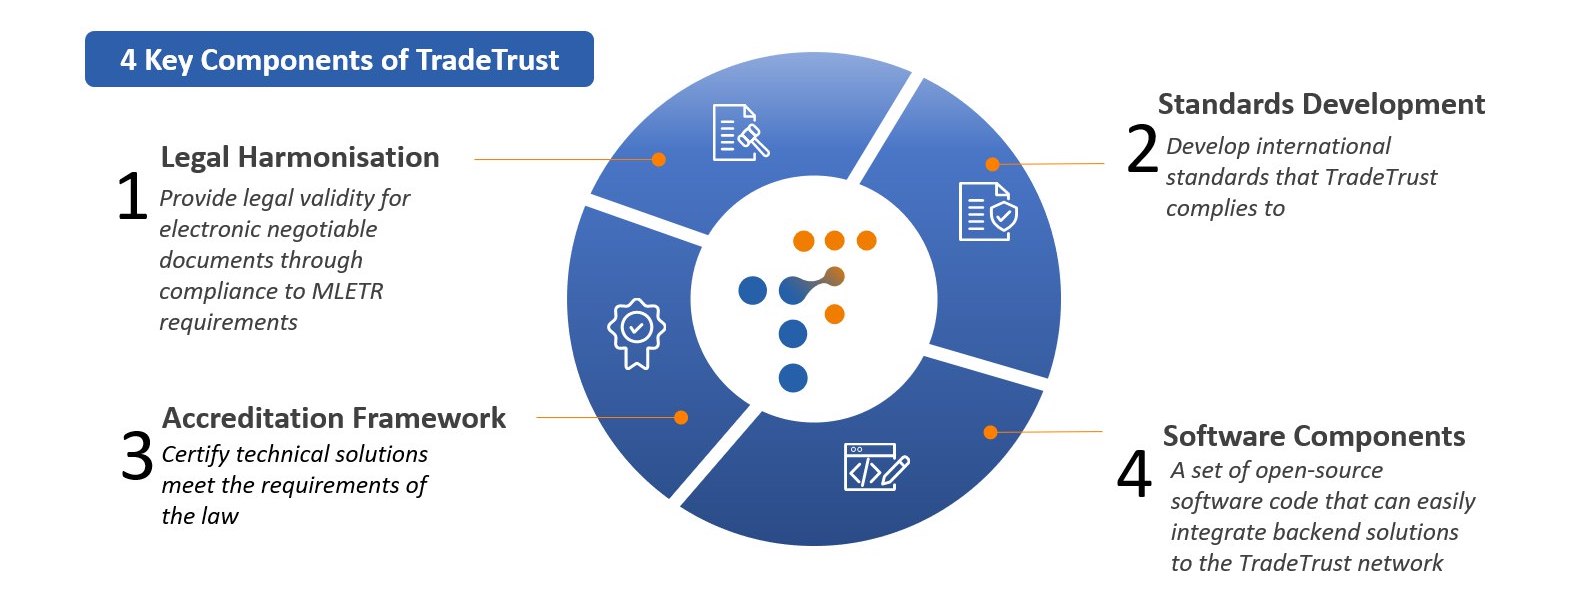 4 Key Components of TradeTrust
1
Legal Harmonisation
Provide legal validity for
electronic negotiable
documents through
compliance to MLETR
requirements
2
Standards Development
Develop international
standards that TradeTrust
complies to
3
Accreditation Framework
Certify technical solutions
meet the requirements of
the law
4
Software Components
A set of open-source
software code that can easily
integrate backend solutions
to the TradeTrust network